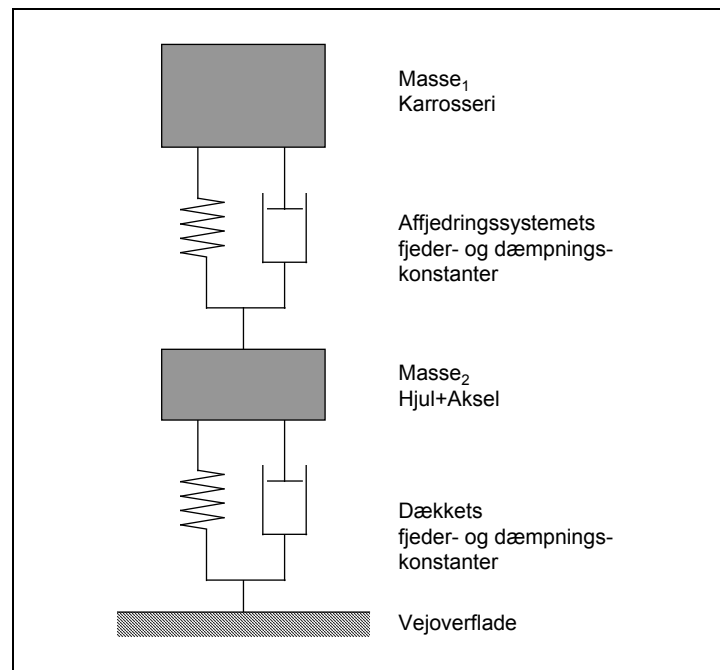 Masse₁
Karrosseri
Affjedringssystemets
fjeder- og dæmpnings-
konstanter
Masse₂
Hjul+Aksel
Dækkets
fjeder- og dæmpnings-
konstanter
Vejoverflade